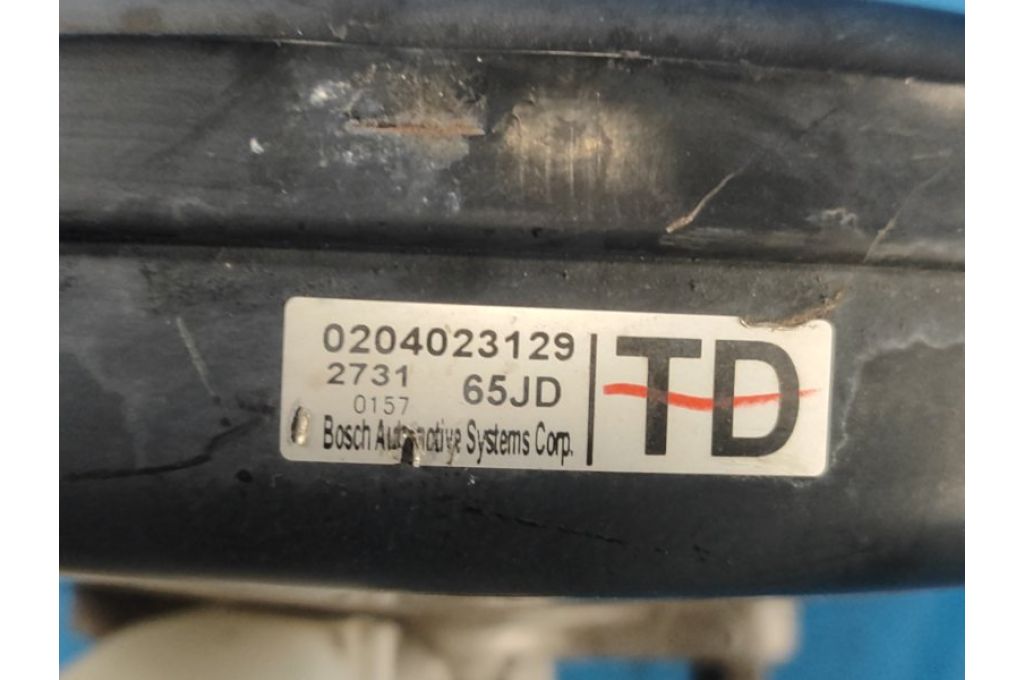 0204023129
2731 65JD
0157
Bosch Automotive Systems Corp.
TD